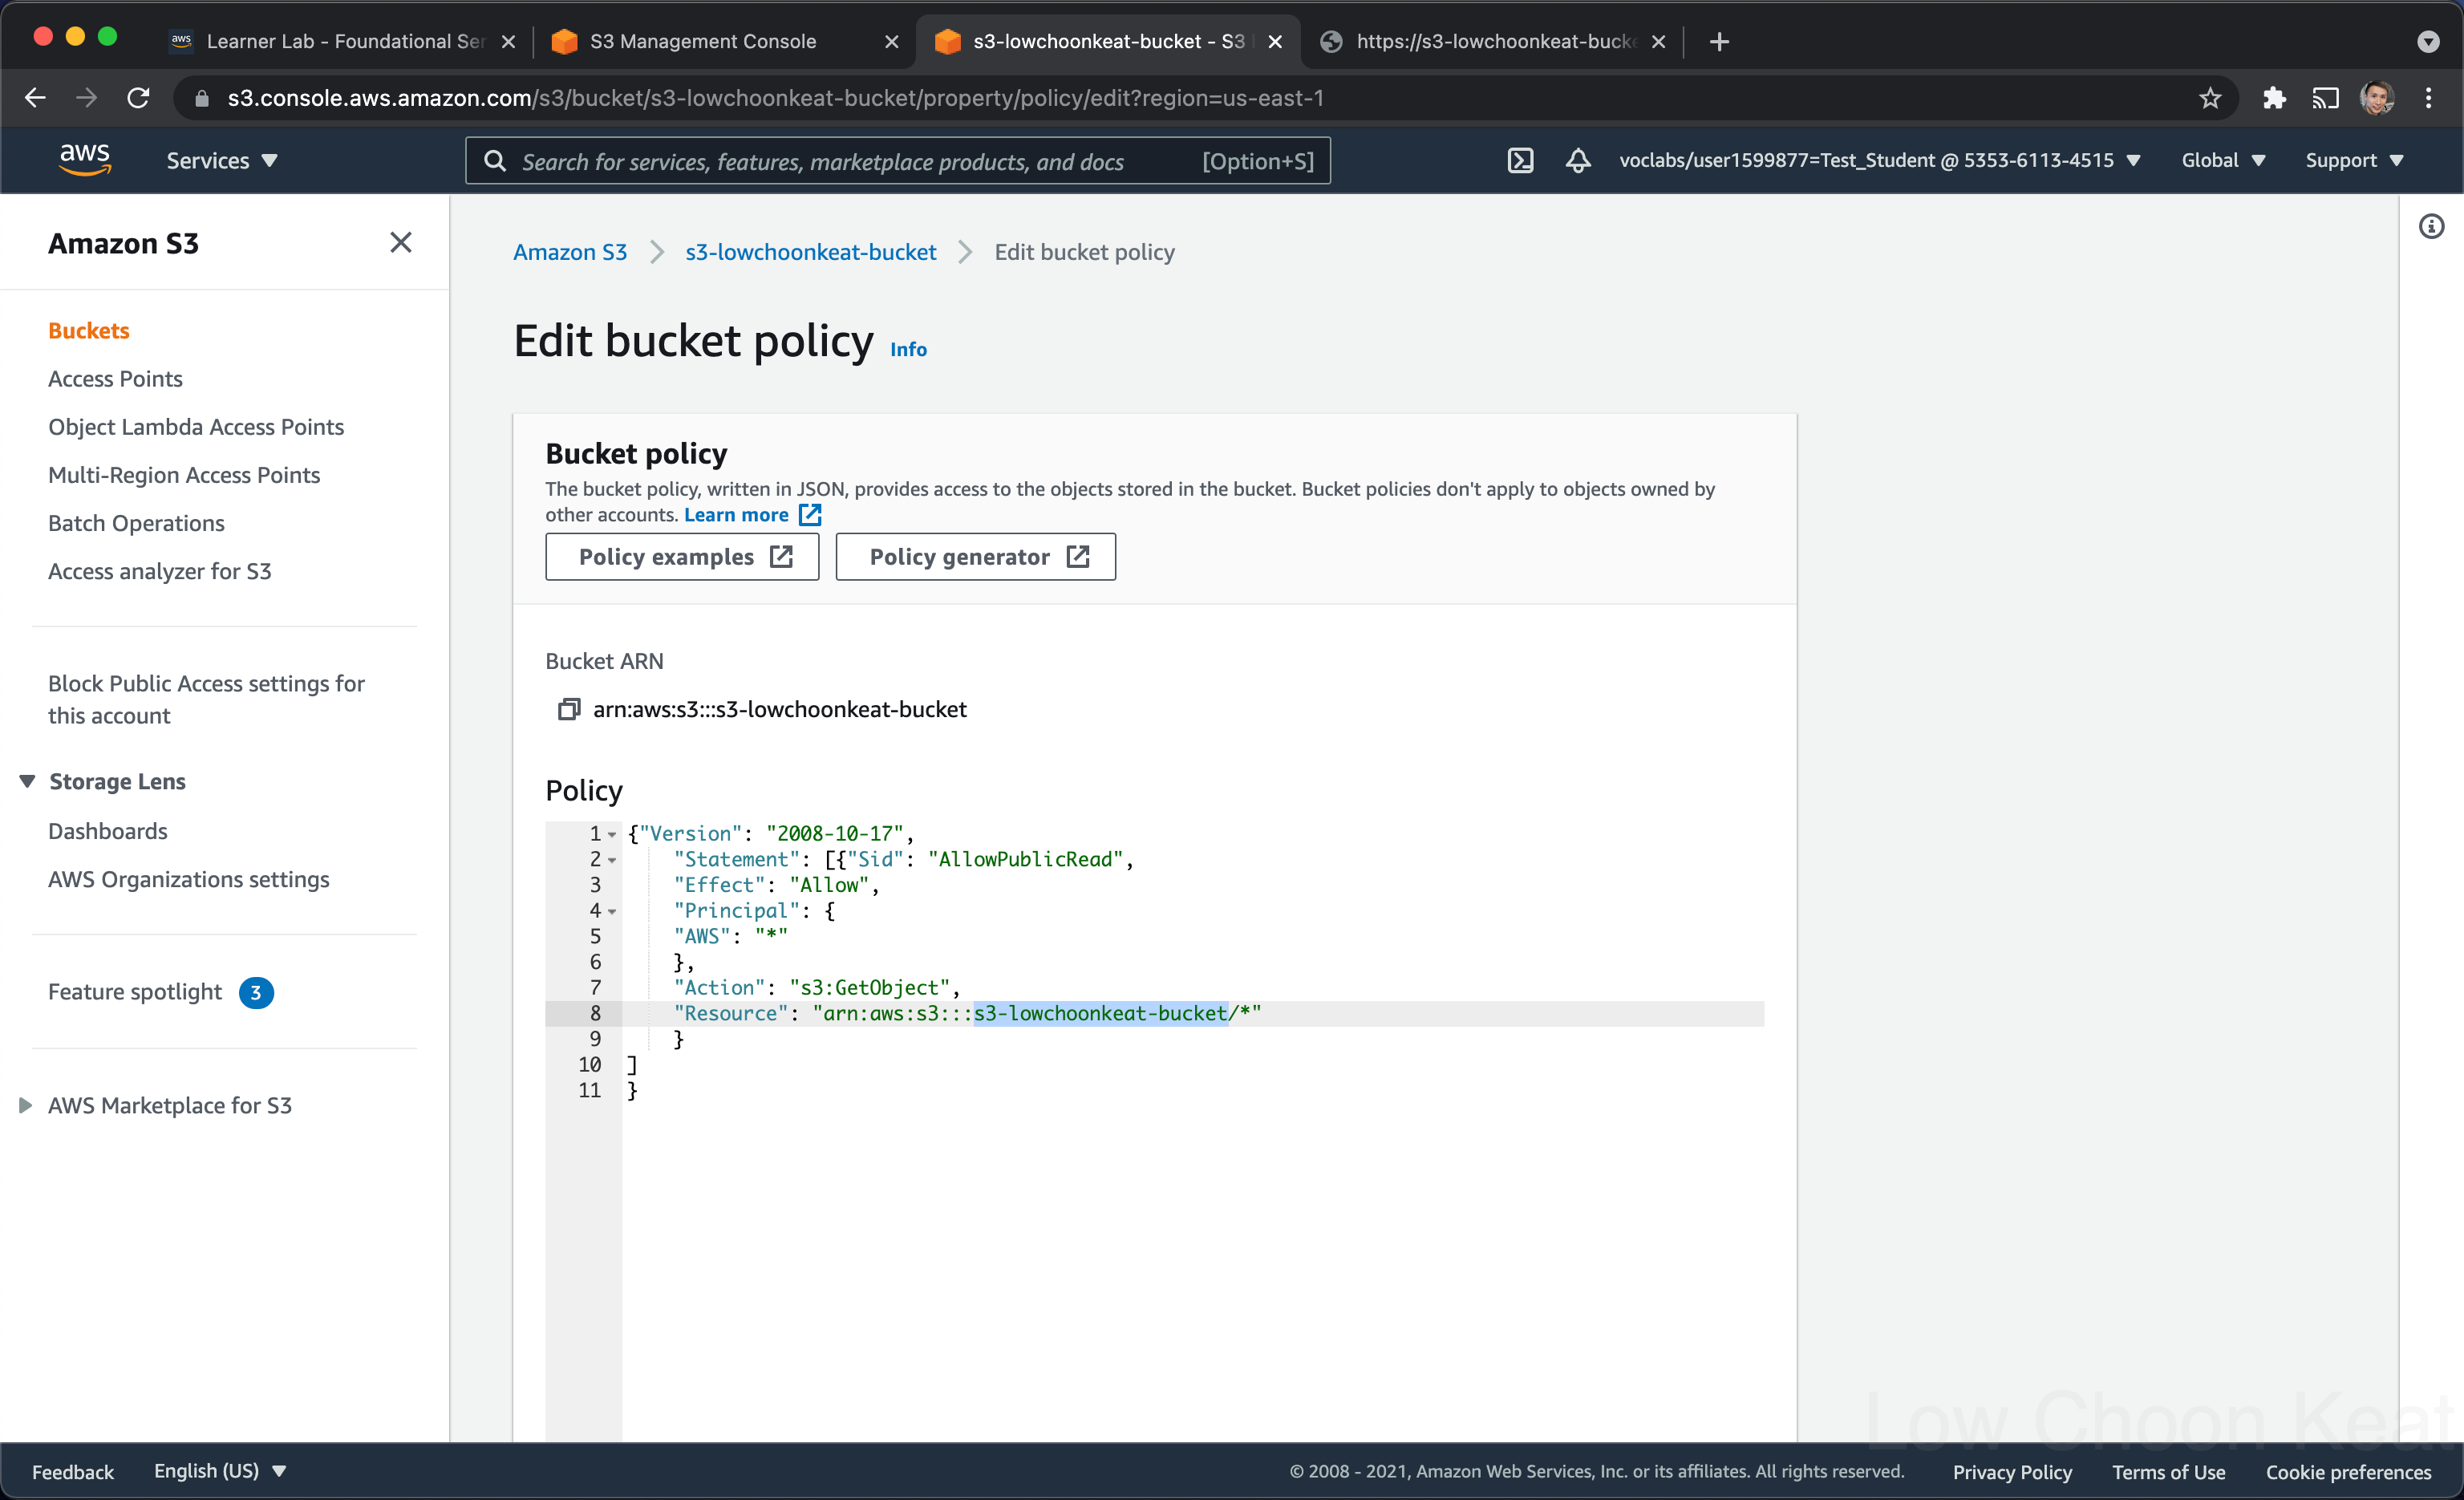 aws Learner Lab - Foundational Ser
S3 Management Console
s3-lowchoonkeat-bucket - S3
https://s3-lowchoonkeat-bucke
s3.console.aws.amazon.com/s3/bucket/s3-lowchoonkeat-bucket/property/policy/edit?region=us-east-1
aws
Services
Search for services, features, marketplace products, and docs [Option+S]
voclabs/user1599877=Test_Student @ 5353-6113-4515
Global
Support
Amazon S3
Buckets
Access Points
Object Lambda Access Points
Multi-Region Access Points
Batch Operations
Access analyzer for S3
Block Public Access settings for
this account
Storage Lens
Dashboards
AWS Organizations settings
Feature spotlight 3
AWS Marketplace for S3
Amazon S3 > s3-lowchoonkeat-bucket > Edit bucket policy
Edit bucket policy Info
Bucket policy
The bucket policy, written in JSON, provides access to the objects stored in the bucket. Bucket policies don't apply to objects owned by
other accounts. Learn more
Policy examples
Policy generator
Bucket ARN
arn:aws:s3:::s3-lowchoonkeat-bucket
Policy
1 {"Version": "2008-10-17",
2 "Statement": [{"Sid": "AllowPublicRead",
3 "Effect": "Allow",
4 "Principal": {
5 "AWS": "*"
6 },
7 "Action": "s3:GetObject",
8 "Resource": "arn:aws:s3:::s3-lowchoonkeat-bucket/*"
9 }
10 ]
11 }
Low Choon Keat
Feedback
English (US)
© 2008 - 2021, Amazon Web Services, Inc. or its affiliates. All rights reserved.
Privacy Policy
Terms of Use
Cookie preferences